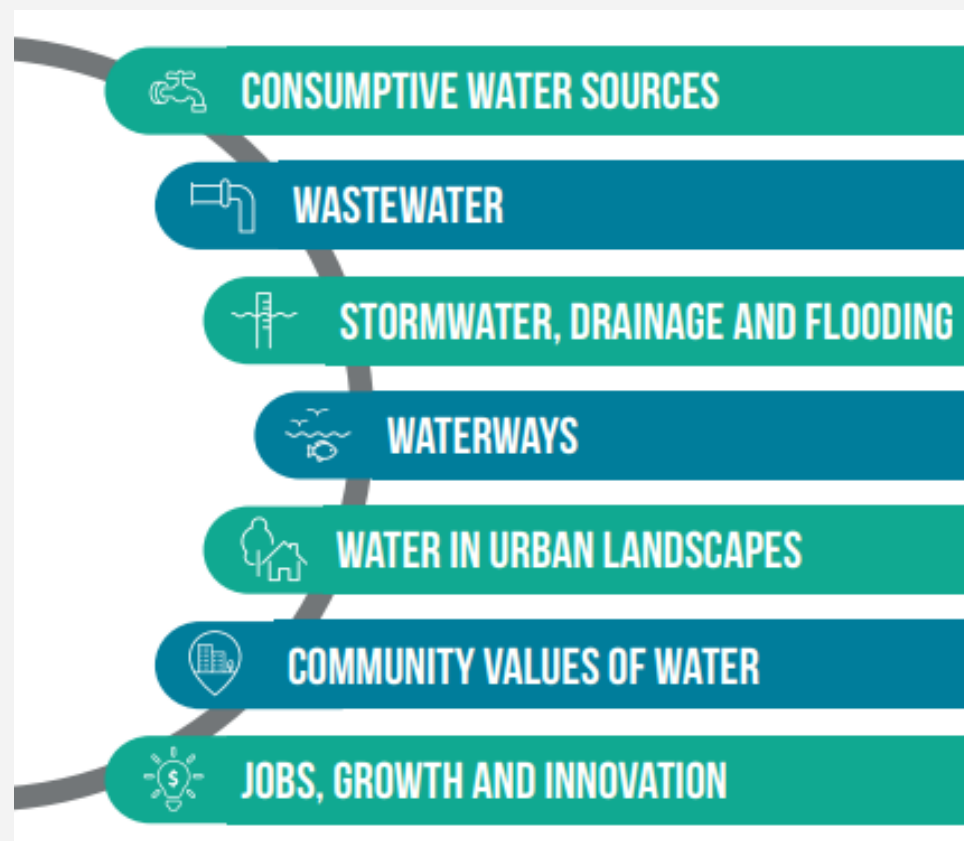 CONSUMPTIVE WATER SOURCES
WASTEWATER
STORMWATER, DRAINAGE AND FLOODING
WATERWAYS
WATER IN URBAN LANDSCAPES
COMMUNITY VALUES OF WATER
$
JOBS, GROWTH AND INNOVATION